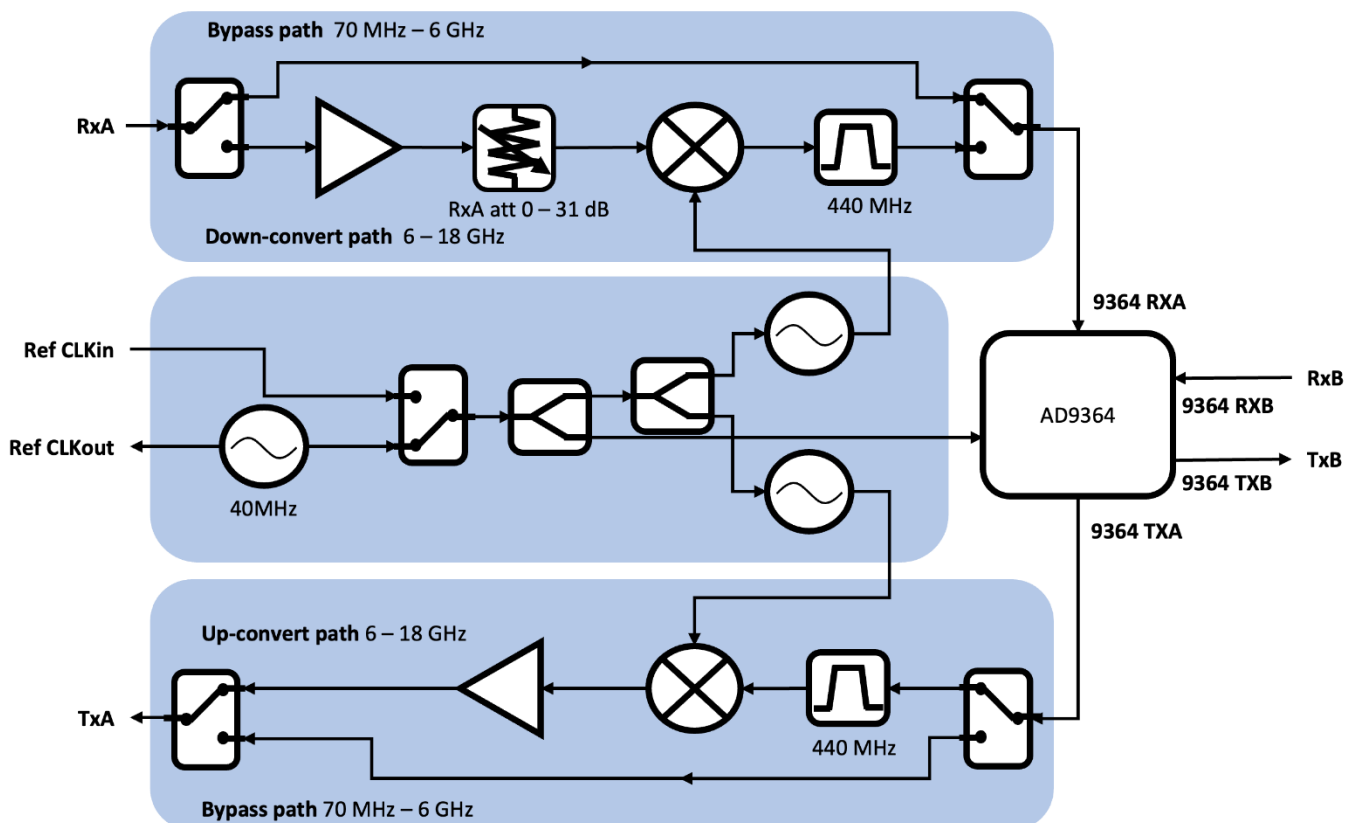 Bypass path 70 MHz – 6 GHz
RxA
RxA att 0 – 31 dB
440 MHz
Down-convert path 6 – 18 GHz
9364 RXA
Ref CLKin
RxB
9364 RXB
AD9364
Ref CLKout
TxB
9364 TXB
40MHz
9364 TXA
Up-convert path 6 – 18 GHz
TxA
440 MHz
Bypass path 70 MHz – 6 GHz